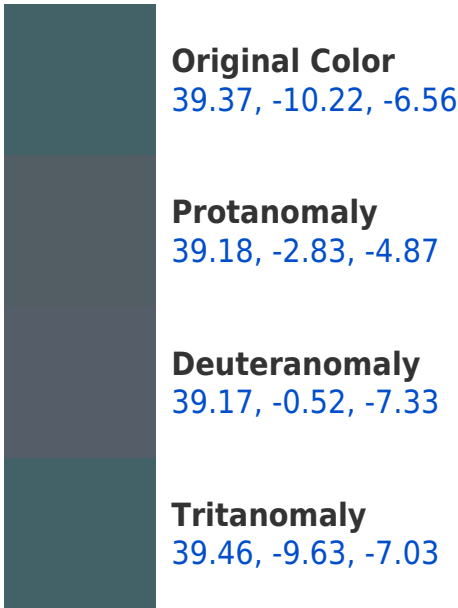 Original Color
39.37, -10.22, -6.56
Protanomaly
39.18, -2.83, -4.87
Deuteranomaly
39.17, -0.52, -7.33
Tritanomaly
39.46, -9.63, -7.03